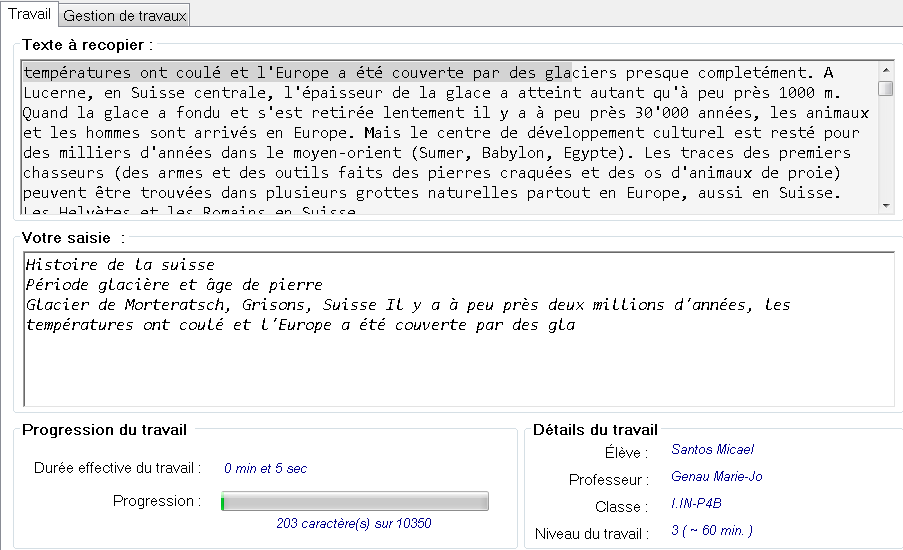 Travail
Gestion de travaux
Texte à recopier :
températures ont coulé et l'Europe a été couverte par des glaciers presque complétement. A
Lucerne, en Suisse centrale, l'épaisseur de la glace a atteint autant qu'à peu près 1000 m.
Quand la glace a fondu et s'est retirée lentement il y a à peu près 30'000 années, les animaux
et les hommes sont arrivés en Europe. Mais le centre de développement culturel est resté pour
des milliers d'années dans le moyen-orient (Sumer, Babylon, Egypte). Les traces des premiers
chasseurs (des armes et des outils faits des pierres craquées et des os d'animaux de proie)
peuvent être trouvées dans plusieurs grottes naturelles partout en Europe, aussi en Suisse.
Les Helvètes et les Romains en Suisse
Votre saisie :
Histoire de la suisse
Période glacière et âge de pierre
Glacier de Morteratsch, Grisons, Suisse Il y a à peu près deux millions d'années, les
températures ont coulé et l'Europe a été couverte par des gla
Progression du travail
Durée effective du travail : 0 min et 5 sec
Progression :
203 caractère(s) sur 10350
Détails du travail
Élève : Santos Micael
Professeur : Genau Marie-Jo
Classe : I.IN-P4B
Niveau du travail : 3 ( ~ 60 min. )